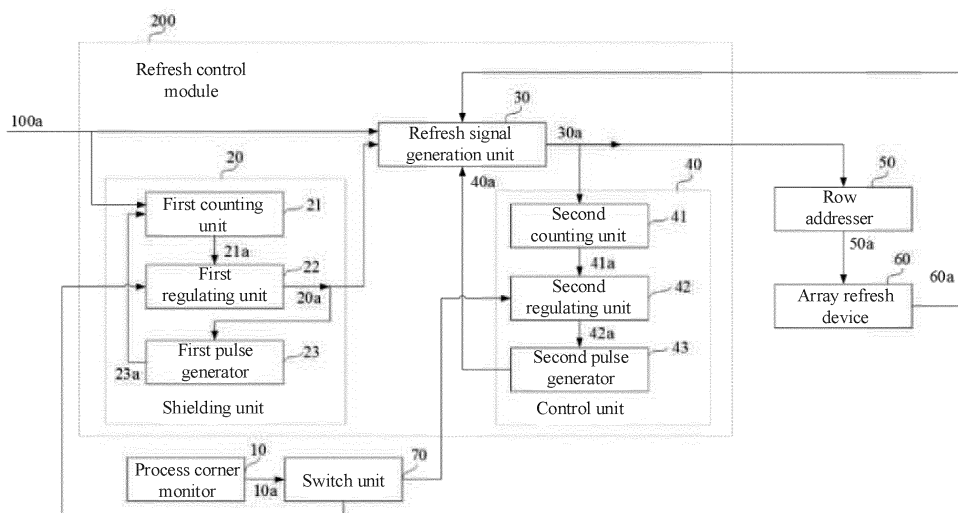 200
Refresh control
module
100a
30
Refresh signal
generation unit
30a
40a
20
First counting
unit
21
21a
First
regulating unit
22
20a
First pulse
generator
23
23a
Shielding unit
40
Second
counting unit
41
41a
Second
regulating unit
42
42a
Second pulse
generator
43
Control unit
50
Row
addresser
50a
60
60a
Array refresh
device
10
Process corner
monitor
10a
70
Switch unit